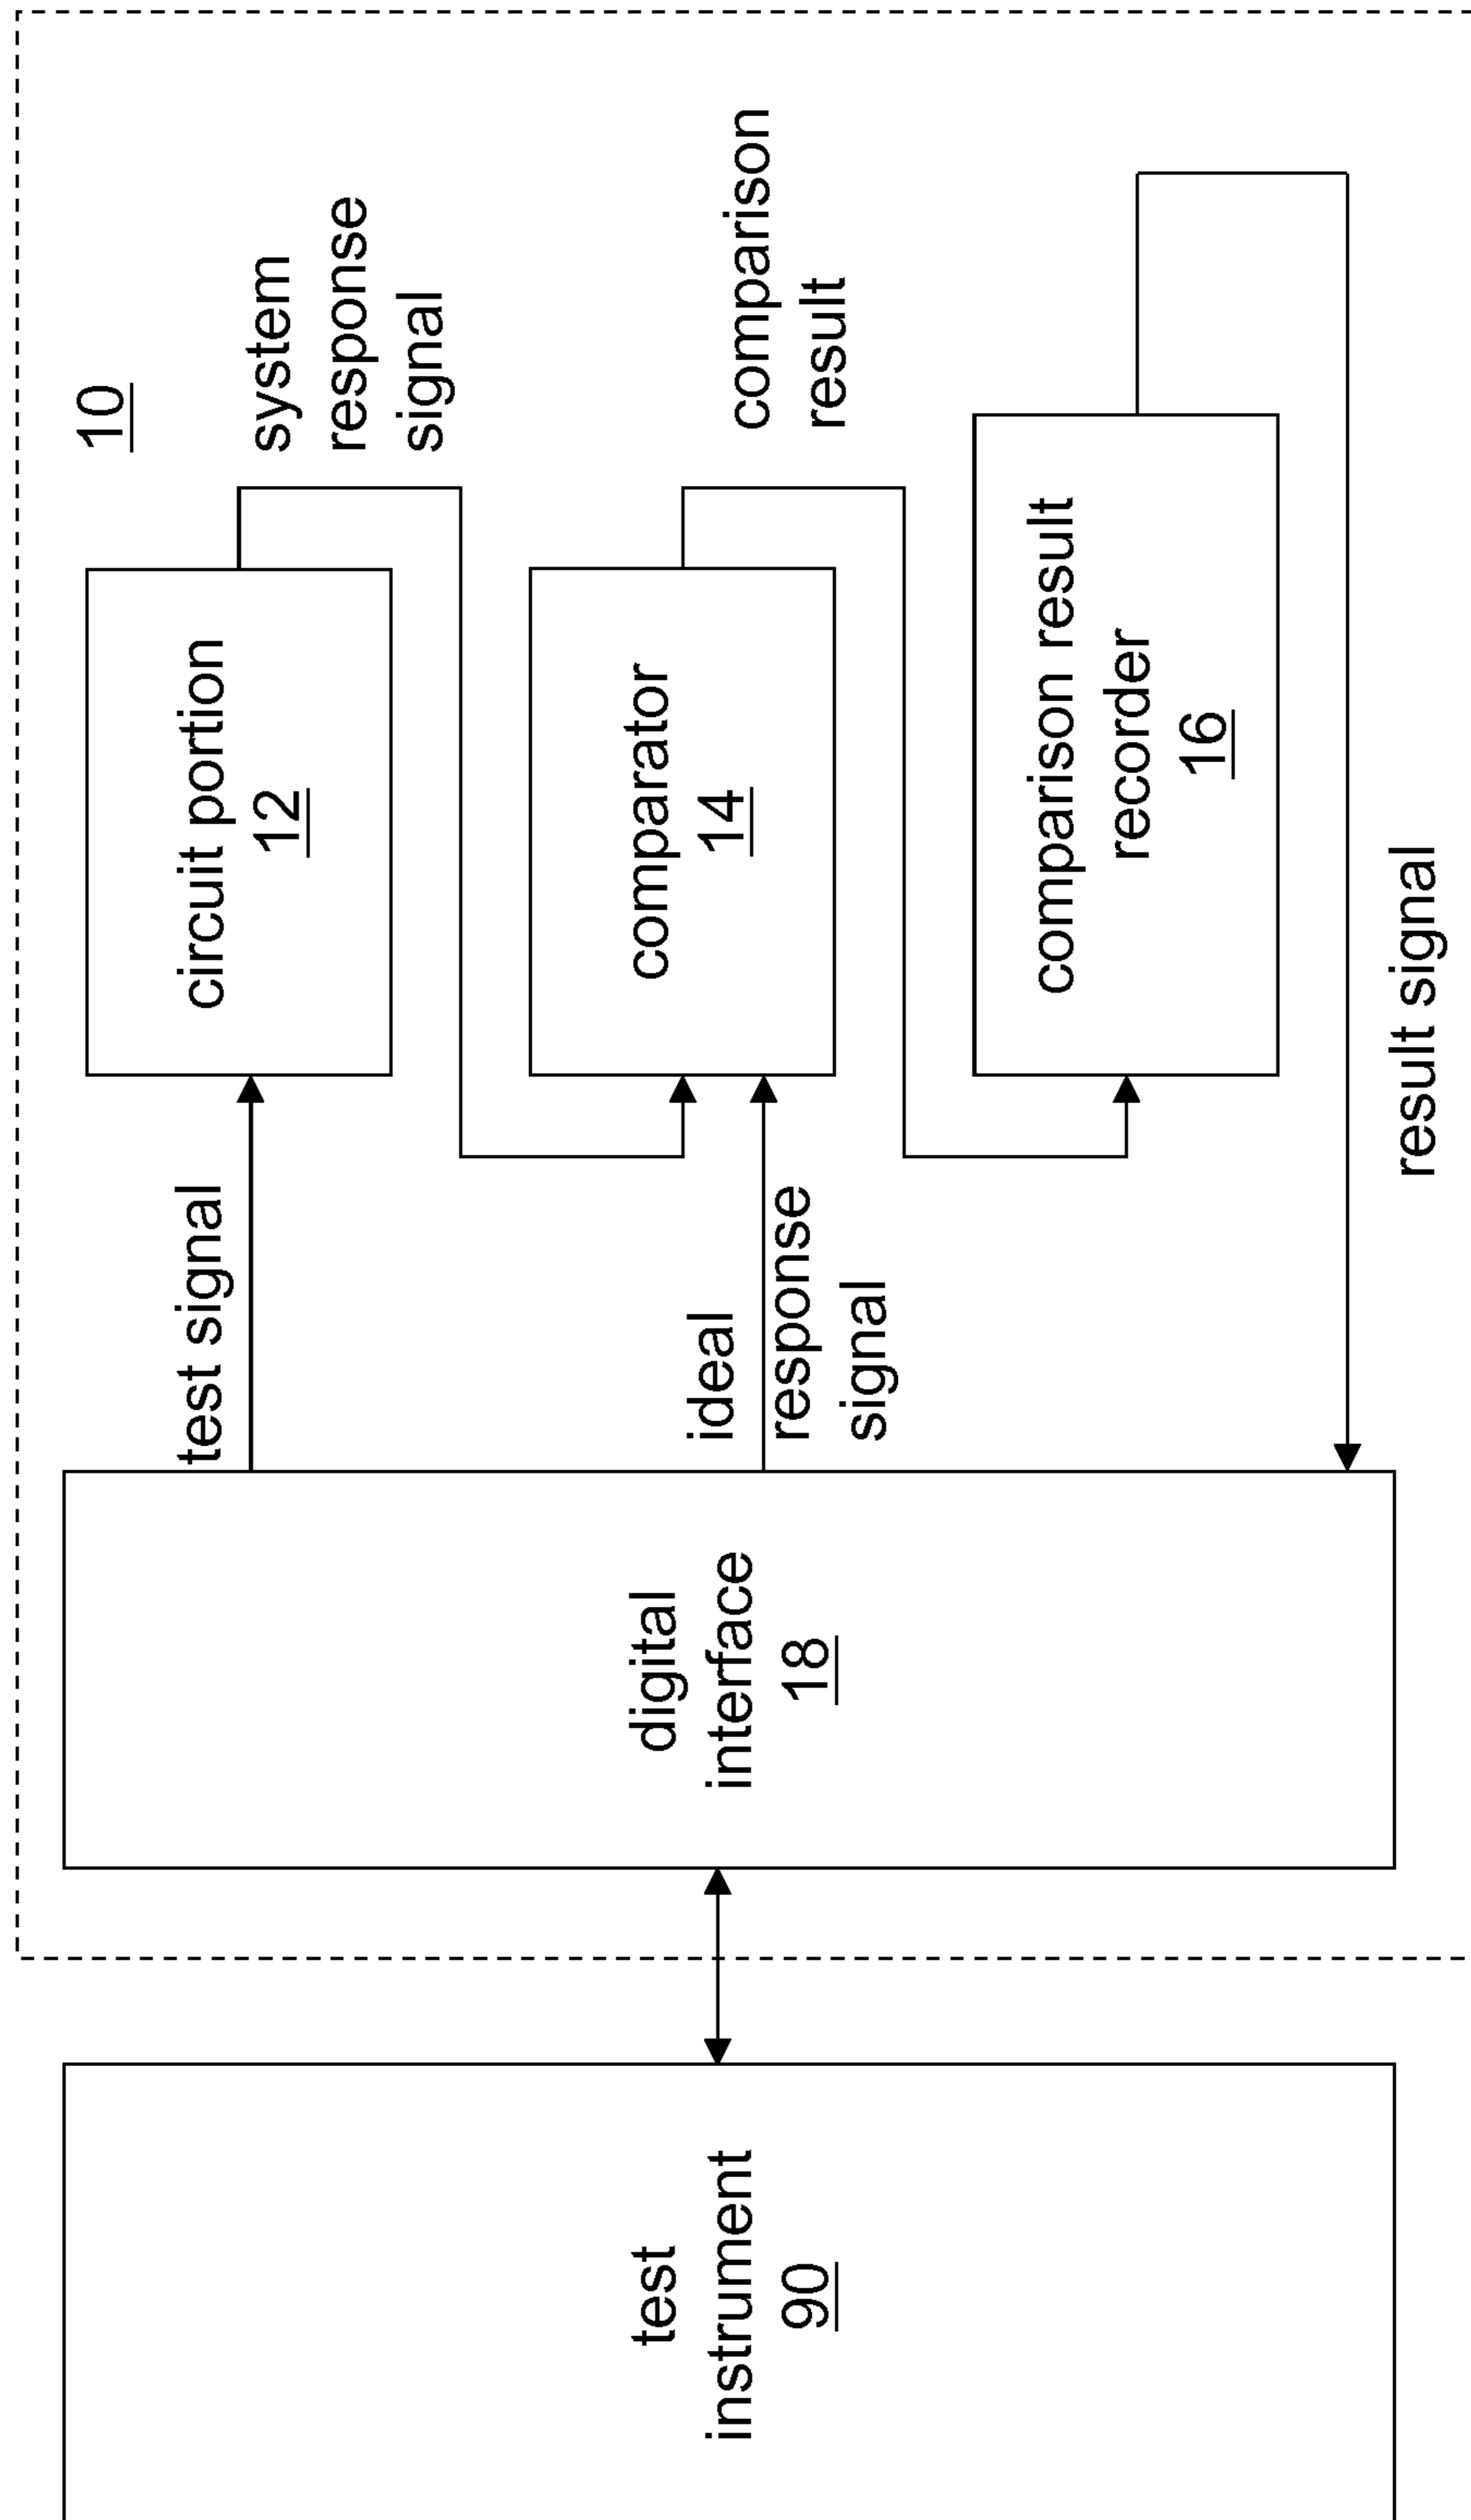 10
test
instrument
90
digital
interface
18
test signal
circuit portion
12
system
response
signal
ideal
response
signal
comparator
14
comparison
result
comparison result
recorder
16
result signal